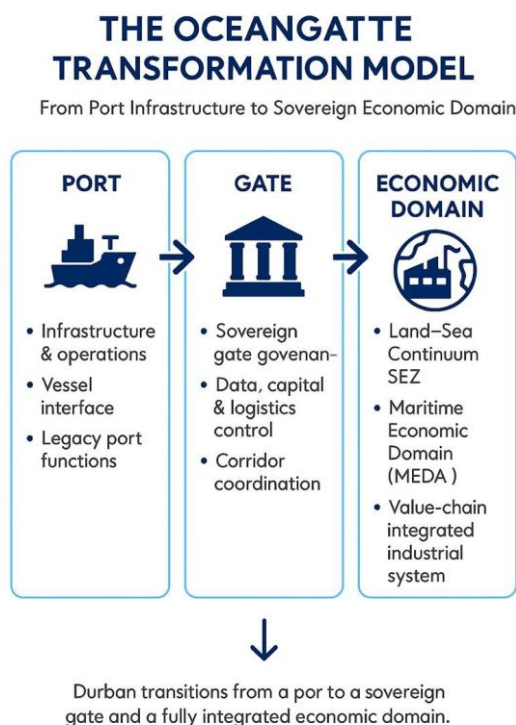 THE OCEANGATTE
TRANSFORMATION MODEL
From Port Infrastructure to Sovereign Economic Domain
PORT
• Infrastructure
& operations
• Vessel
interface
• Legacy port
functions
GATE
• Sovereign
gate govenan-
• Data, capital
& logistics
control
• Corridor
coordination
ECONOMIC
DOMAIN
• Land–Sea
Continuum
SEZ
• Maritime
Economic
Domain
(MEDA )
• Value-chain
integrated
industrial
system
Durban transitions from a por to a sovereign
gate and a fully integrated economic domain.